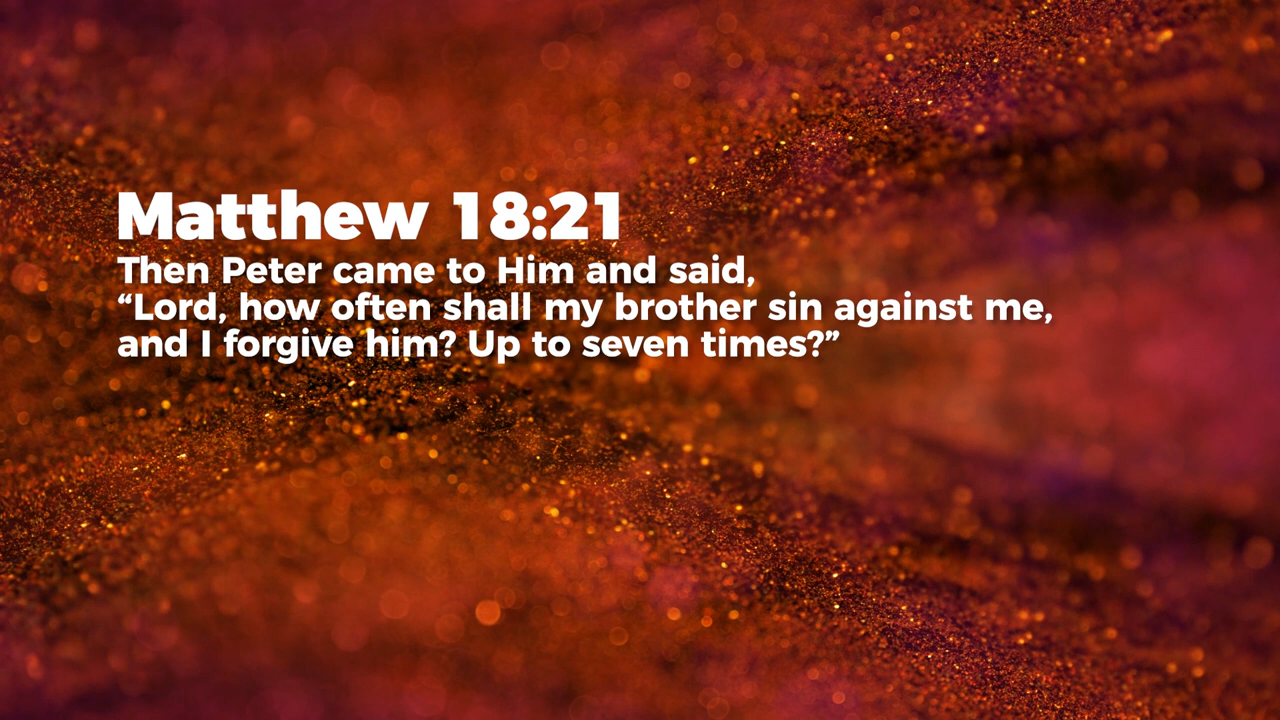 Matthew 18:21
Then Peter came to Him and said,
“Lord, how often shall my brother sin against me,
and I forgive him? Up to seven times?”